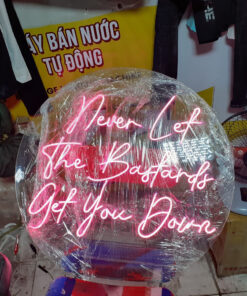 ÁY BÁN NƯỚC
TỰ ĐỘNG
Never Let
The Bastards
Get You Down